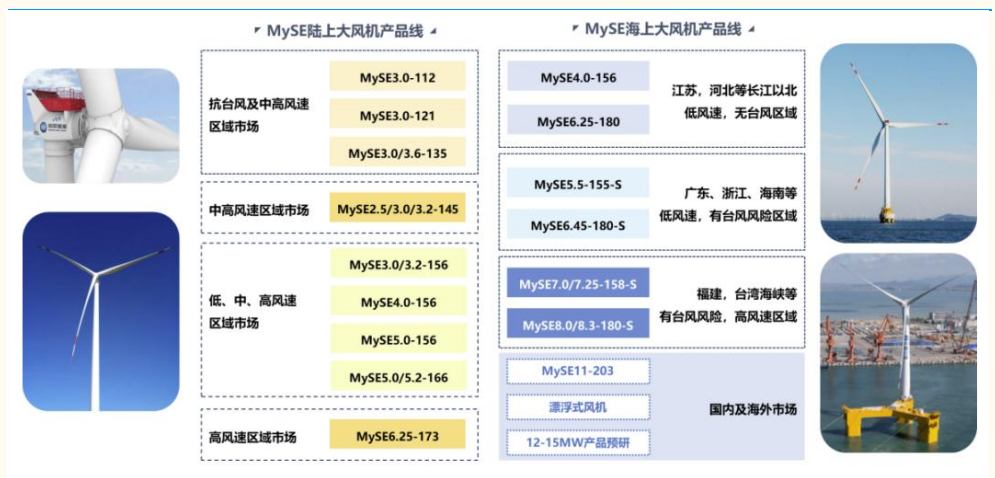 MySE陆上大风机产品线
抗台风及中高风速
区域市场
MySE3.0-112
MySE3.0-121
MySE3.0/3.6-135
中高风速区域市场
MySE2.5/3.0/3.2-145
低、中、高风速
区域市场
MySE3.0/3.2-156
MySE4.0-156
MySE5.0-156
MySE5.0/5.2-166
高风速区域市场
MySE6.25-173
MySE海上大风机产品线
MySE4.0-156
MySE6.25-180
江苏，河北等长江以北
低风速，无台风区域
MySE5.5-155-S
MySE6.45-180-S
广东、浙江、海南等
低风速，有台风风险区域
MySE7.0/7.25-158-S
MySE8.0/8.3-180-S
福建，台湾海峡等
有台风风险，高风速区域
MySE11-203
漂浮式风机
12-15MW产品预研
国内及海外市场